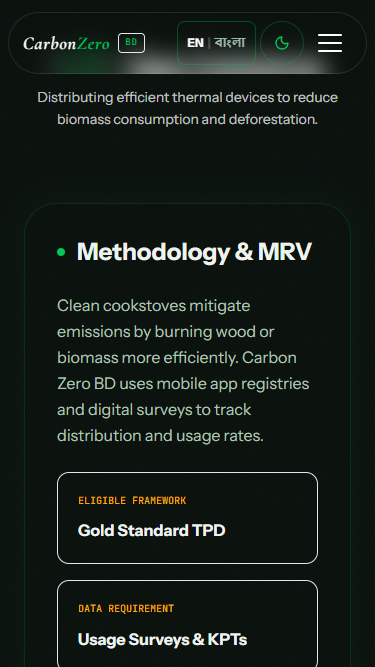 CarbonZero BD EN | বাংলা
Distributing efficient thermal devices to reduce
biomass consumption and deforestation.
Methodology & MRV
Clean cookstoves mitigate
emissions by burning wood or
biomass more efficiently. Carbon
Zero BD uses mobile app registries
and digital surveys to track
distribution and usage rates.
ELIGIBLE FRAMEWORK
Gold Standard TPD
DATA REQUIREMENT
Usage Surveys & KPTs